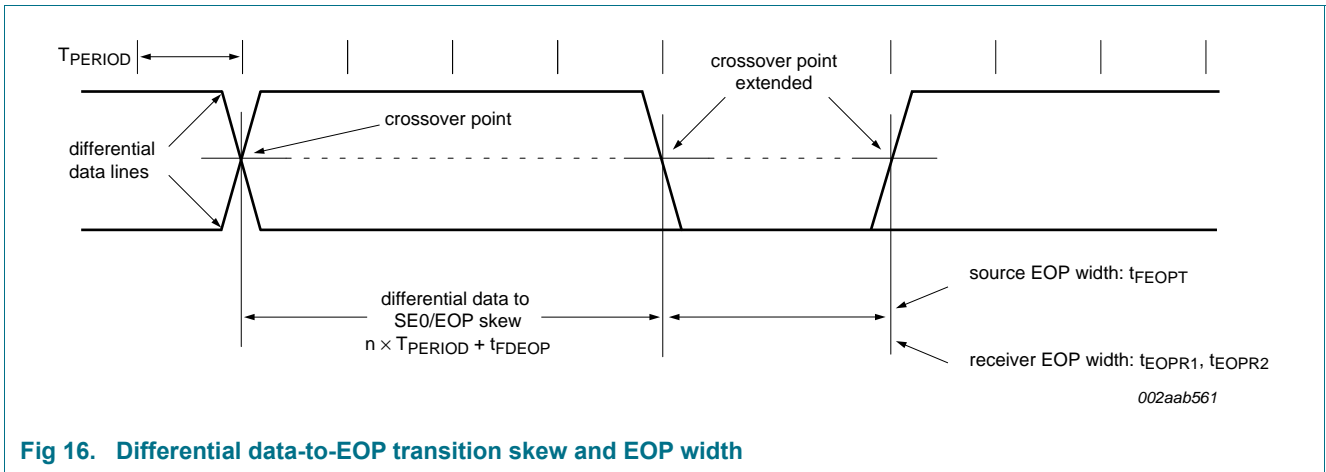 TPERIOD
crossover point
extended
crossover point
differential
data lines
differential data to
SE0/EOP skew
n × TPERIOD + tFDEOP
source EOP width: tFEOPT
receiver EOP width: tEOPR1, tEOPR2
002aab561
Fig 16. Differential data-to-EOP transition skew and EOP width